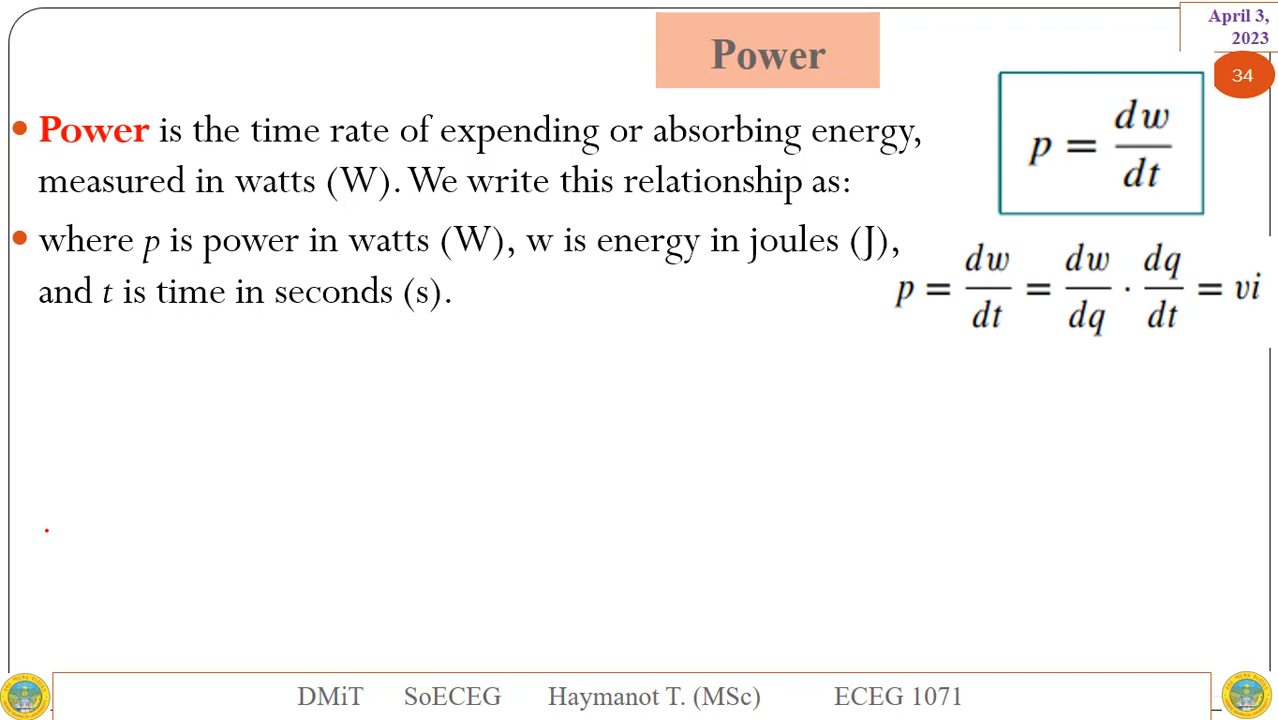 April 3,
2023
34
Power
• Power is the time rate of expending or absorbing energy,
measured in watts (W). We write this relationship as:
p = dw/dt
• where p is power in watts (W), w is energy in joules (J),
and t is time in seconds (s).
p = dw/dt = dw/dq · dq/dt = vi
DMiT SoECEG Haymanot T. (MSc) ECEG 1071